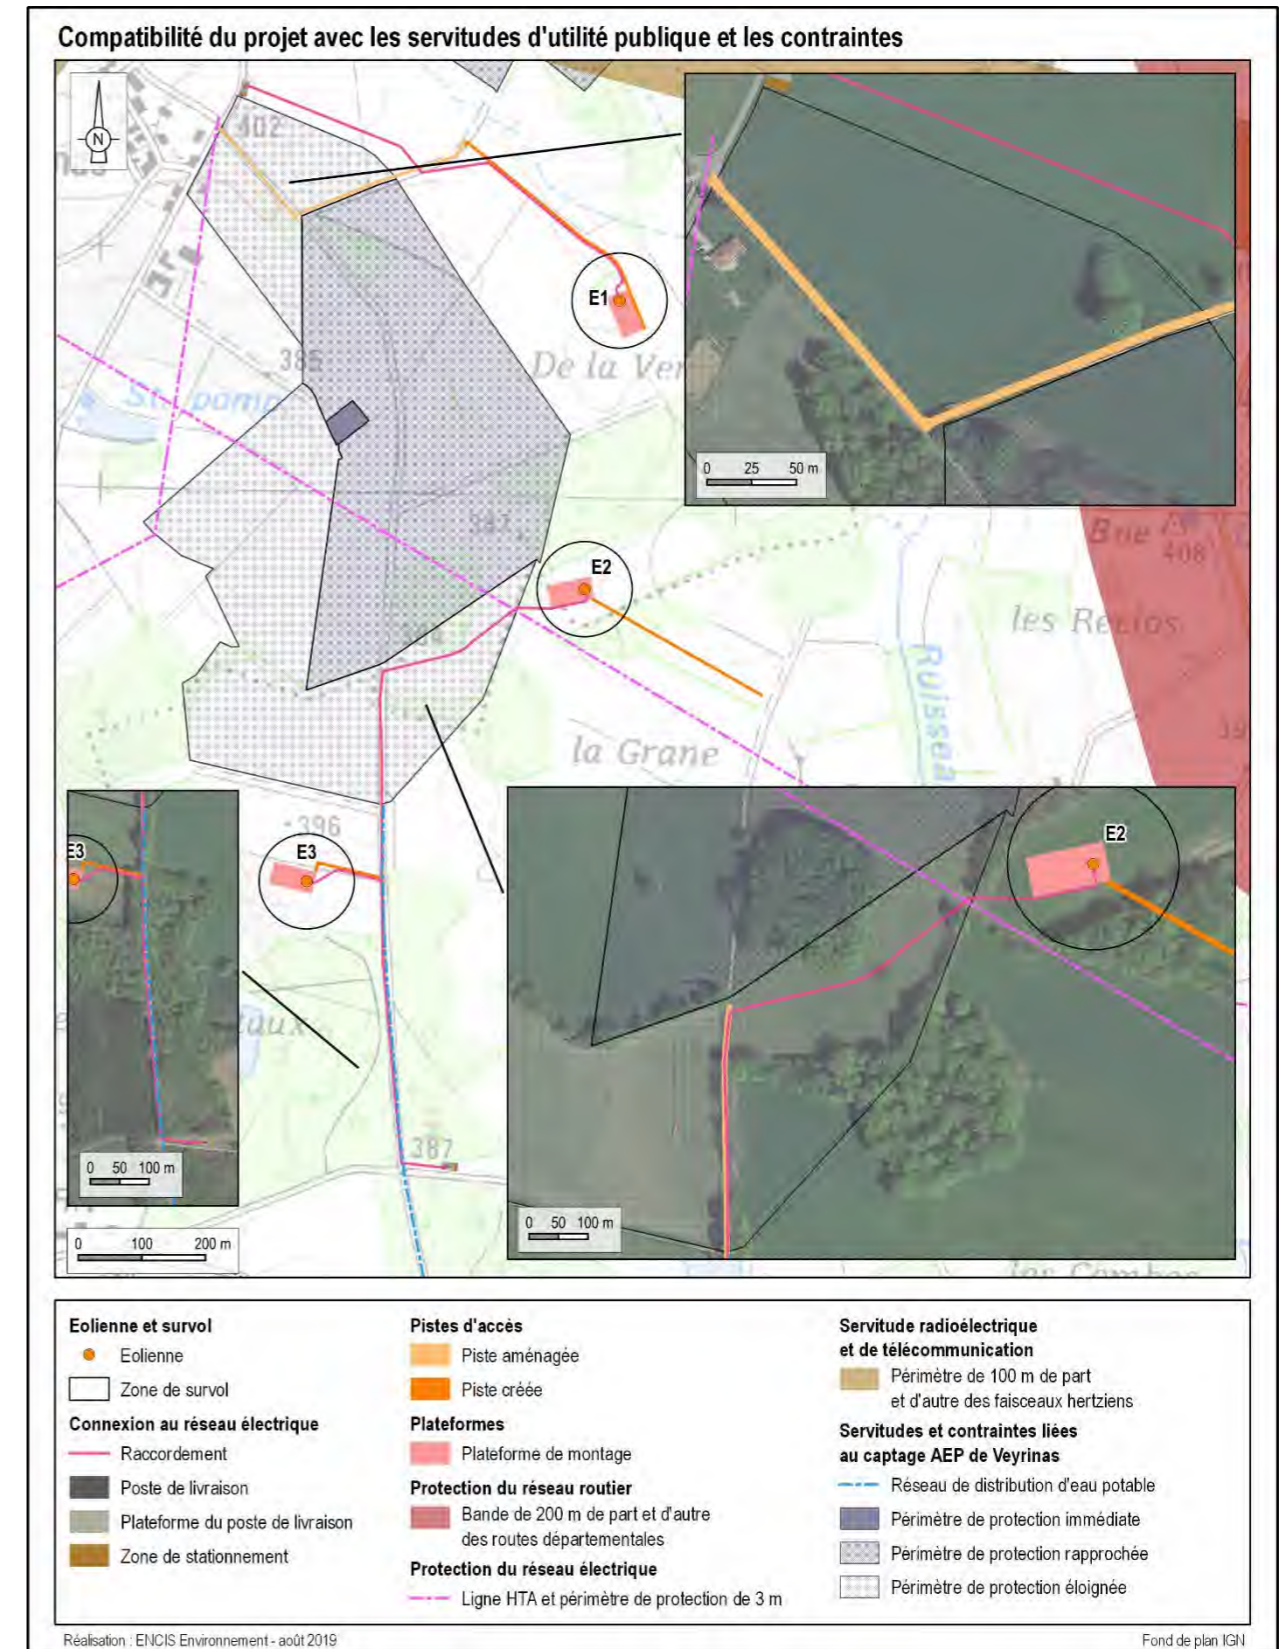 Compatibilité du projet avec les servitudes d'utilité publique et les contraintes
N
402
E1
De la Ver
385
0 25 50 m
E2
408
les Reclos
Ruissea
la Grane
396
E3
E3
387
0 50 100 m
0 100 200 m
E2
0 50 100 m
Eolienne et survol
Eolienne
Zone de survol
Connexion au réseau électrique
Raccordement
Poste de livraison
Plateforme du poste de livraison
Zone de stationnement
Pistes d'accès
Piste aménagée
Piste créée
Plateformes
Plateforme de montage
Protection du réseau routier
Bande de 200 m de part et d'autre
des routes départementales
Protection du réseau électrique
Ligne HTA et périmètre de protection de 3 m
Servitude radioélectrique
et de télécommunication
Périmètre de 100 m de part
et d'autre des faisceaux hertziens
Servitudes et contraintes liées
au captage AEP de Veyrinas
Réseau de distribution d'eau potable
Périmètre de protection immédiate
Périmètre de protection rapprochée
Périmètre de protection éloignée
Réalisation : ENCIS Environnement - août 2019
Fond de plan IGN